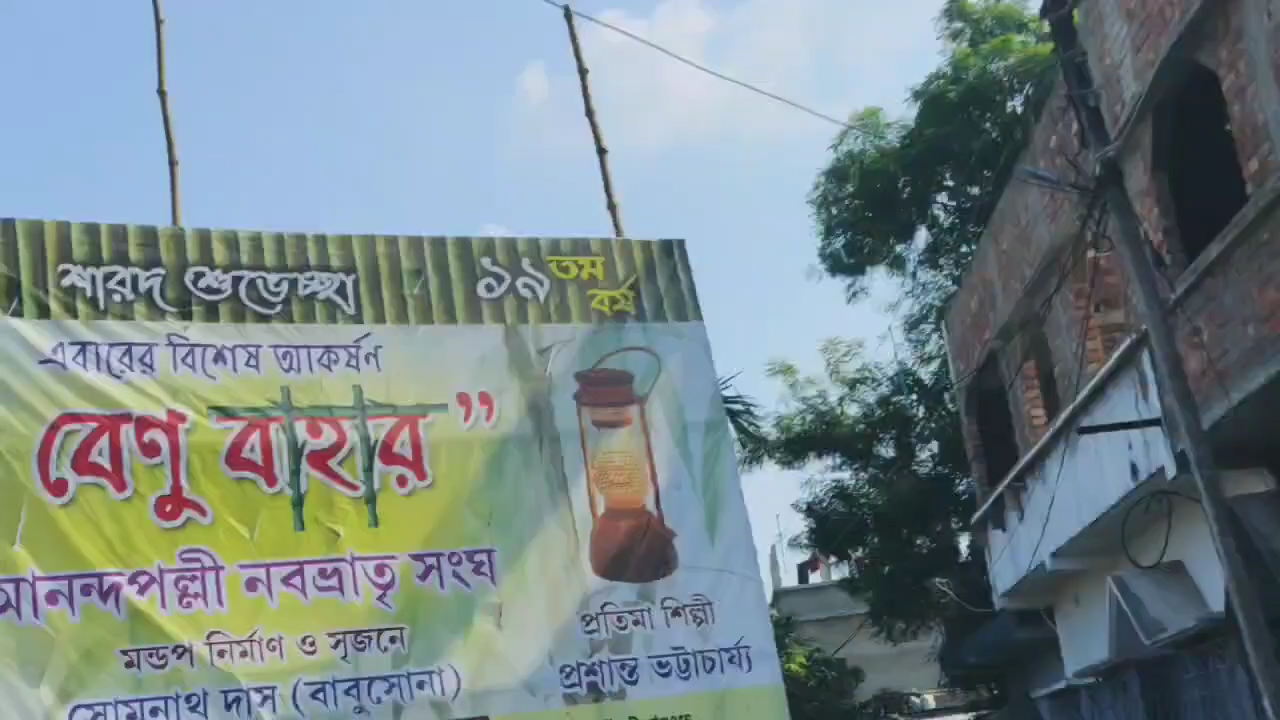 শারদ শুভেচ্ছা
১৯তম বর্ষ
এবারের বিশেষ আকর্ষণ
বেণু বাহার”
আনন্দপল্লী নবভ্রাতৃ সংঘ
মন্ডপ নির্মাণ ও সৃজনে
সোমনাথ দাস (বাবুসোনা)
প্রতিমা শিল্পী
প্রশান্ত ভট্টাচার্য্য